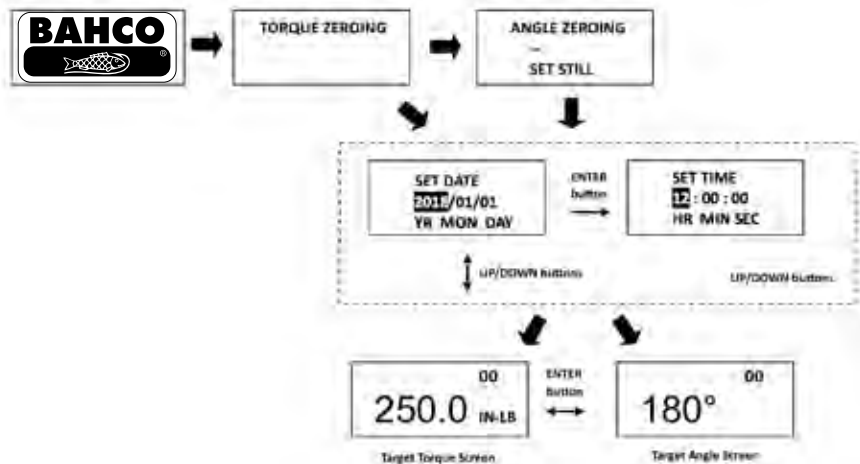 BAHCO
®
TORQUE ZEROING
ANGLE ZEROING
--
SET STILL
SET DATE
2018/01/01
YR MON DAY
ENTER
button
SET TIME
12 : 00 : 00
HR MIN SEC
UP/DOWN buttons
UP/DOWN buttons
00
250.0 IN-LB
Target Torque Screen
ENTER
button
00
180°
Target Angle Screen